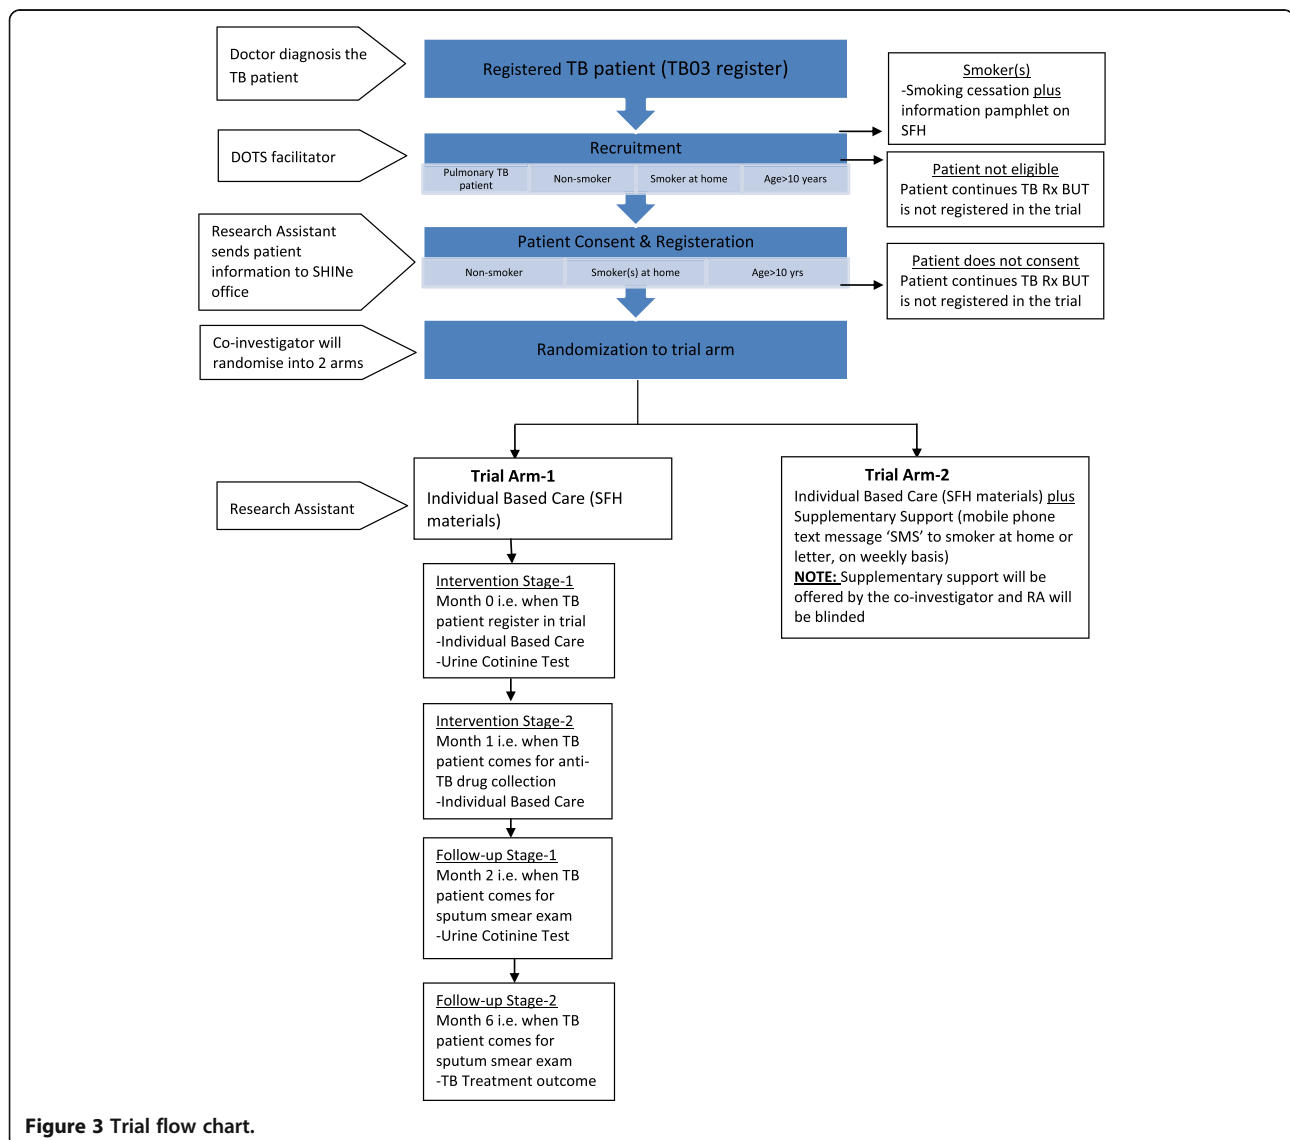 Doctor diagnosis the
TB patient
Registered TB patient (TB03 register)
Smoker(s)
-Smoking cessation plus
information pamphlet on
SFH
DOTS facilitator
Recruitment
Pulmonary TB
patient
Non-smoker
Smoker at home
Age>10 years
Patient not eligible
Patient continues TB Rx BUT
is not registered in the trial
Research Assistant
sends patient
information to SHINe
office
Patient Consent & Registeration
Non-smoker
Smoker(s) at home
Age>10 yrs
Patient does not consent
Patient continues TB Rx BUT
is not registered in the trial
Co-investigator will
randomise into 2 arms
Randomization to trial arm
Research Assistant
Trial Arm-1
Individual Based Care (SFH
materials)
Trial Arm-2
Individual Based Care (SFH materials) plus
Supplementary Support (mobile phone
text message ‘SMS’ to smoker at home or
letter, on weekly basis)
NOTE: Supplementary support will be
offered by the co-investigator and RA will
be blinded
Intervention Stage-1
Month 0 i.e. when TB
patient register in trial
-Individual Based Care
-Urine Cotinine Test
Intervention Stage-2
Month 1 i.e. when TB
patient comes for anti-
TB drug collection
-Individual Based Care
Follow-up Stage-1
Month 2 i.e. when TB
patient comes for
sputum smear exam
-Urine Cotinine Test
Follow-up Stage-2
Month 6 i.e. when TB
patient comes for
sputum smear exam
-TB Treatment outcome
Figure 3 Trial flow chart.